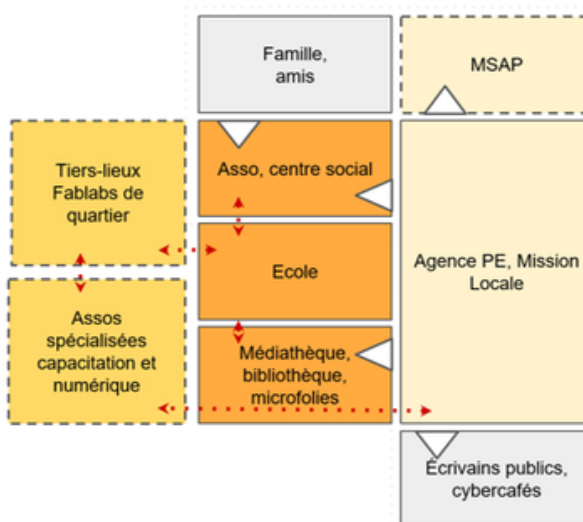 Famille,
amis
MSAP
Tiers-lieux
Fablabs de
quartier
Asso, centre social
Ecole
Agence PE, Mission
Locale
Assos
spécialisées
capacitation et
numérique
Médiathèque,
bibliothèque,
microfolies
Écrivains publics,
cybercafés